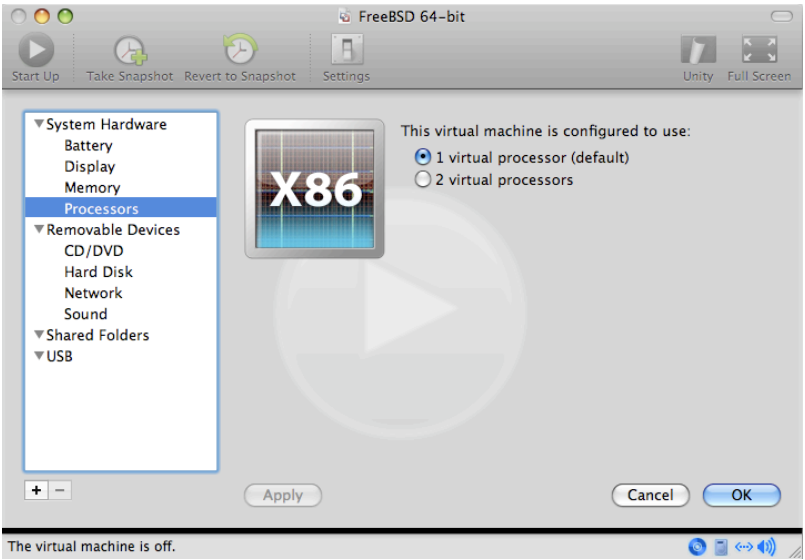 FreeBSD 64-bit
Start Up Take Snapshot Revert to Snapshot Settings Unity Full Screen
System Hardware
Battery
Display
Memory
Processors
Removable Devices
CD/DVD
Hard Disk
Network
Sound
Shared Folders
USB
X86
This virtual machine is configured to use:
1 virtual processor (default)
2 virtual processors
+ −
Apply Cancel OK
The virtual machine is off.